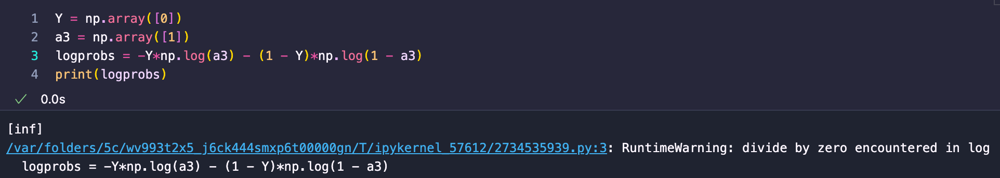 1 Y = np.array([0])
2 a3 = np.array([1])
3 logprobs = -Y*np.log(a3) - (1 - Y)*np.log(1 - a3)
4 print(logprobs)
0.0s
[inf]
/var/folders/5c/wv993t2x5_j6ck444smxp6t00000gn/T/ipykernel_57612/2734535939.py:3: RuntimeWarning: divide by zero encountered in log
logprobs = -Y*np.log(a3) - (1 - Y)*np.log(1 - a3)